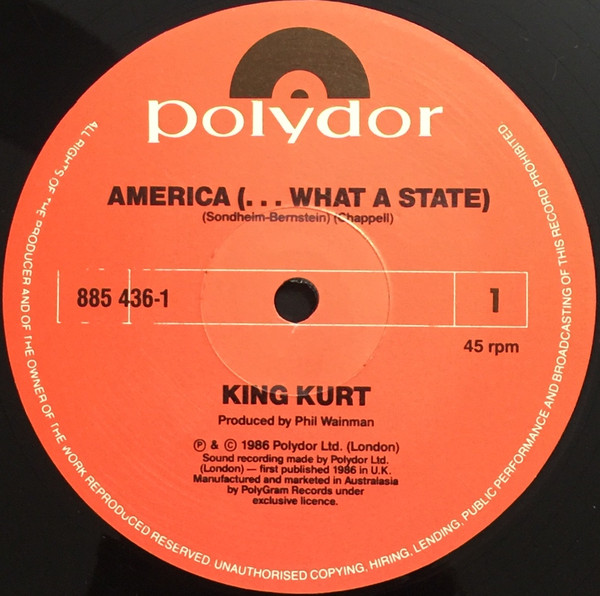 polydor
AMERICA (. . . WHAT A STATE)
(Sondheim-Bernstein) (Chappell)
885 436-1
1
45 rpm
KING KURT
Produced by Phil Wainman
℗ & © 1986 Polydor Ltd. (London)
Sound recording made by Polydor Ltd.
(London) — first published 1986 in U.K.
Manufactured and marketed in Australasia
by PolyGram Records under
exclusive licence.
ALL RIGHTS OF THE PRODUCER AND OF THE OWNER OF THE WORK REPRODUCED RESERVED. UNAUTHORISED COPYING, HIRING, LENDING, PUBLIC PERFORMANCE AND BROADCASTING OF THIS RECORD PROHIBITED